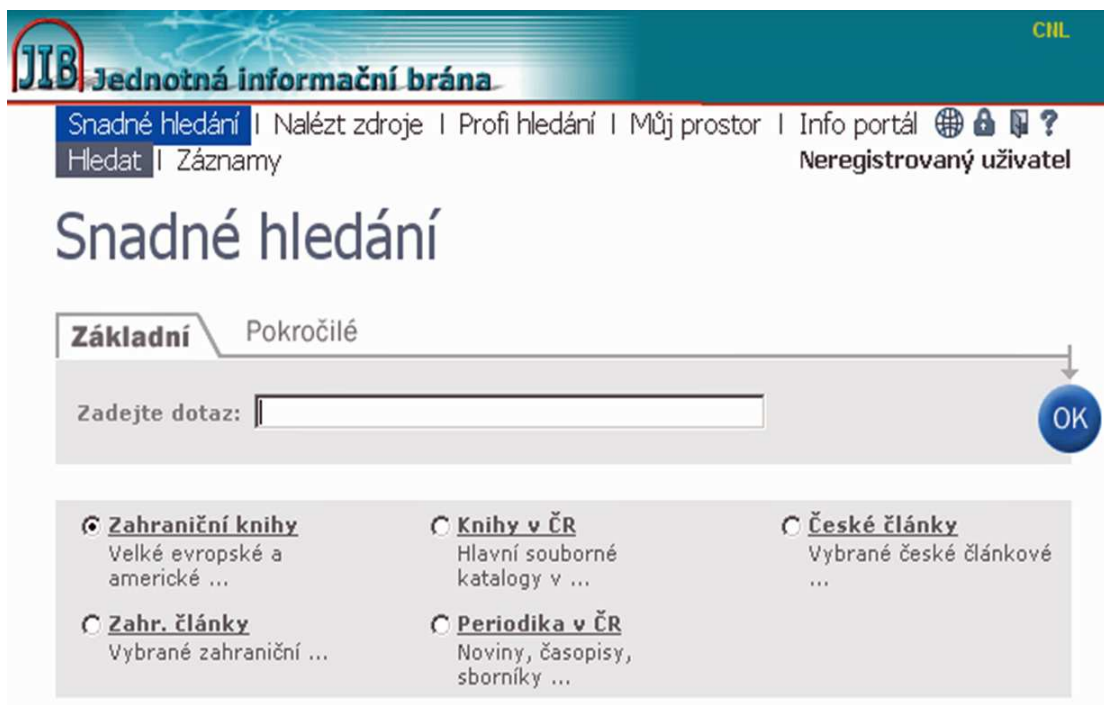 CNL
JIB Jednotná informační brána
Snadné hledání | Nalézt zdroje | Profi hledání | Můj prostor | Info portál ?
Hledat | Záznamy Neregistrovaný uživatel
Snadné hledání
Základní Pokročilé
Zadejte dotaz: OK
Zahraniční knihy Knihy v ČR České články
Velké evropské a Hlavní souborné Vybrané české článkové
americké ... katalogy v ... ...
Zahr. články Periodika v ČR
Vybrané zahraniční ... Noviny, časopisy,
sborníky ...